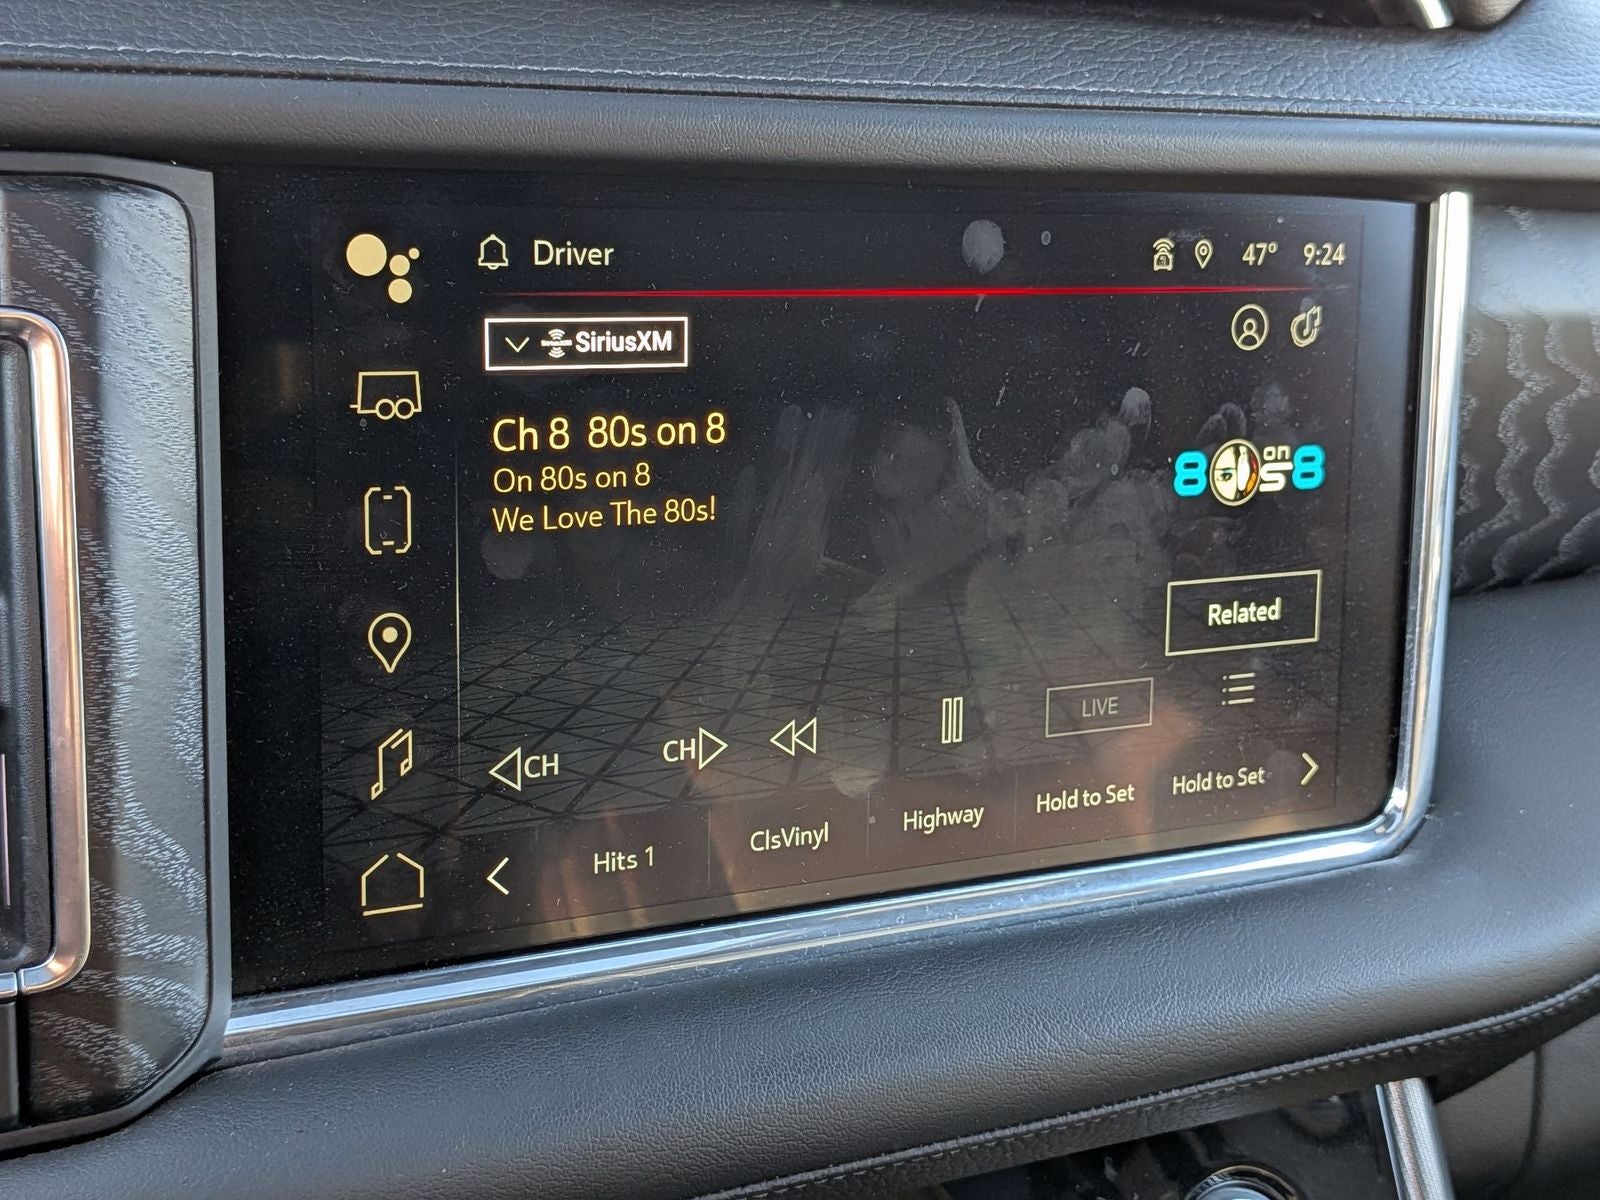 Driver
47° 9:24
SiriusXM
Ch 8 80s on 8
On 80s on 8
We Love The 80s!
80s on 8
Related
CH
CH
LIVE
Hits 1
ClsVinyl
Highway
Hold to Set
Hold to Set